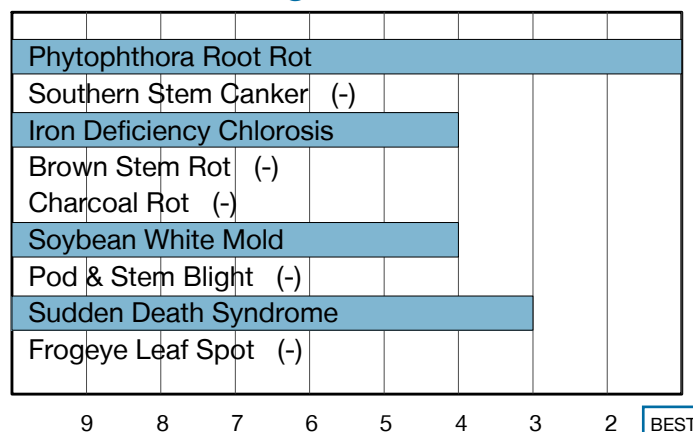 Phytophthora Root Rot
Southern Stem Canker (-)
Iron Deficiency Chlorosis
Brown Stem Rot (-)
Charcoal Rot (-)
Soybean White Mold
Pod & Stem Blight (-)
Sudden Death Syndrome
Frogeye Leaf Spot (-)
9 8 7 6 5 4 3 2 BEST